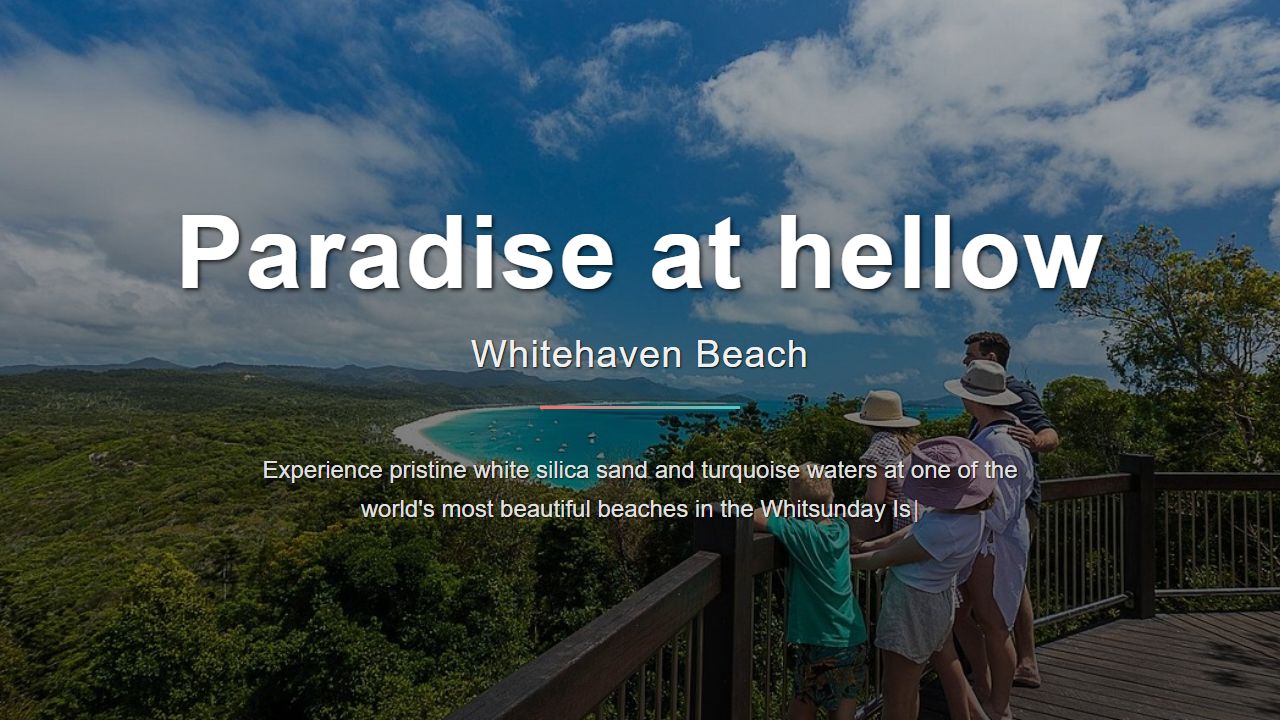 Paradise at hellow
Whitehaven Beach
Experience pristine white silica sand and turquoise waters at one of the
world's most beautiful beaches in the Whitsunday Is|